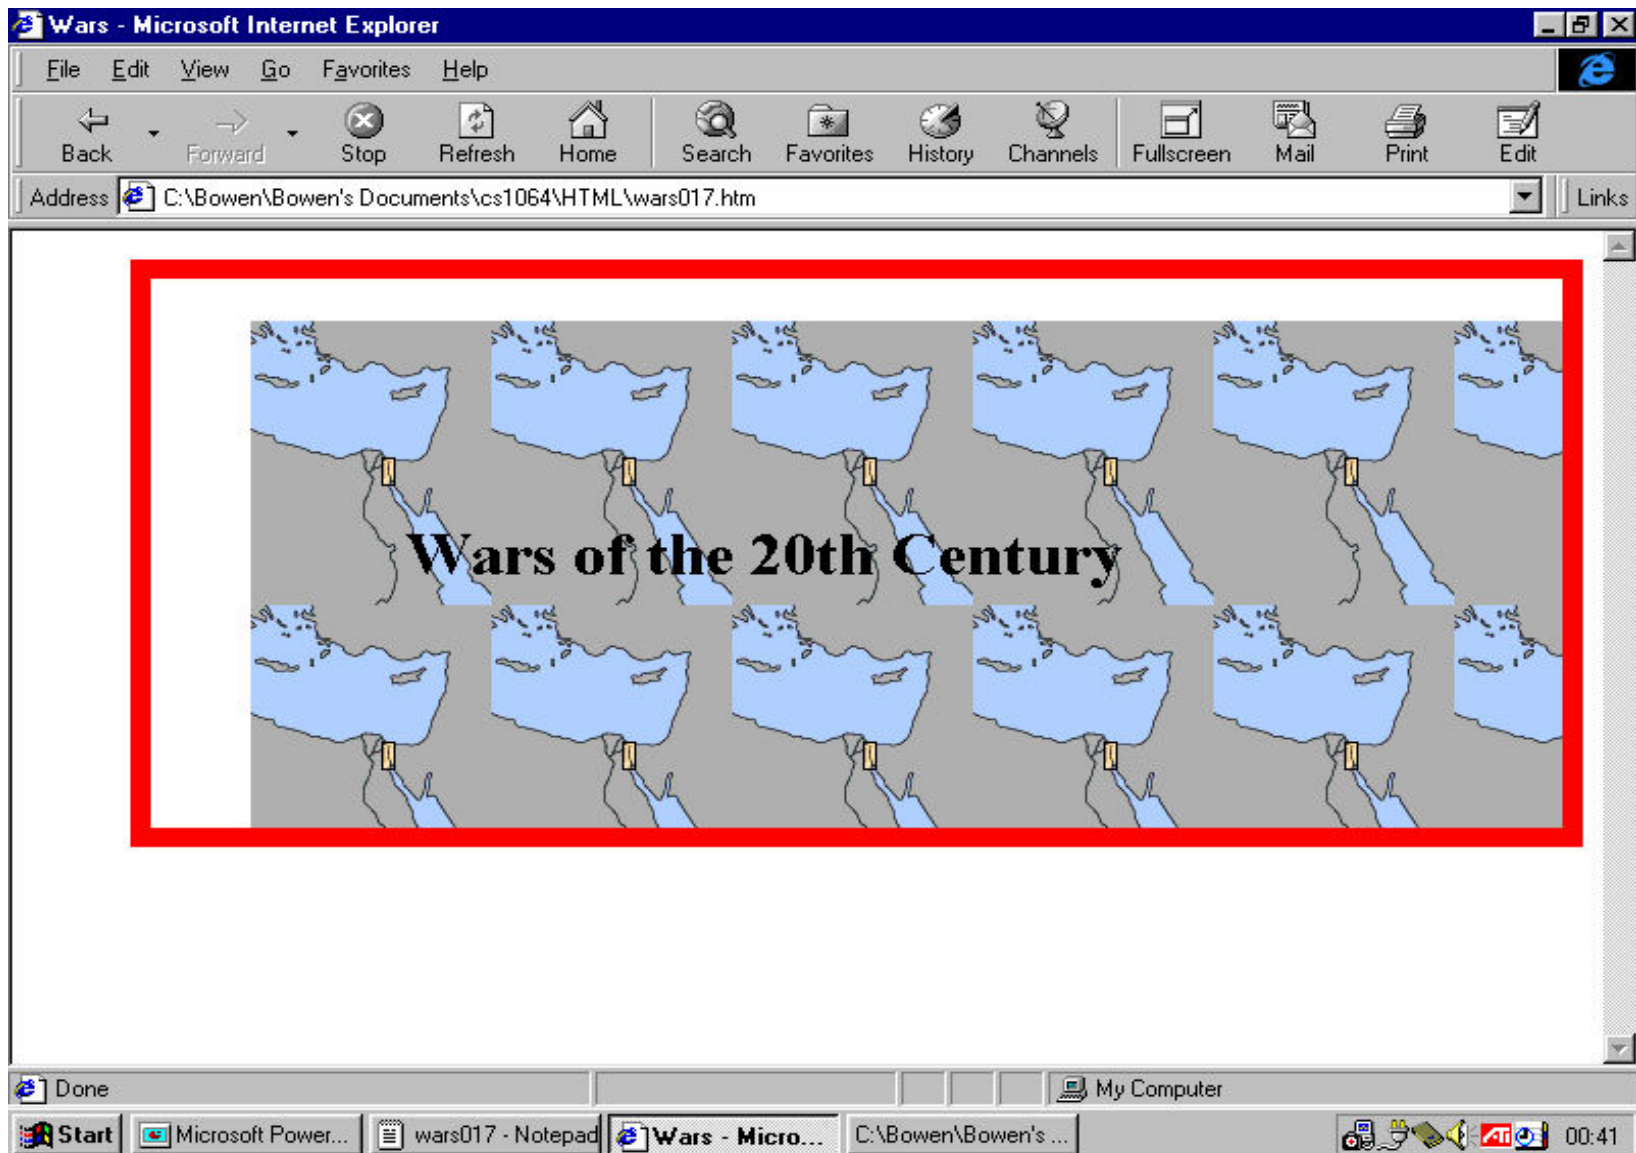 Wars - Microsoft Internet Explorer
File Edit View Go Favorites Help
Back Forward Stop Refresh Home Search Favorites History Channels Fullscreen Mail Print Edit
Address C:\Bowen\Bowen's Documents\cs1064\HTML\wars017.htm Links
Wars of the 20th Century
Done My Computer
Start Microsoft Power... wars017 - Notepad Wars - Micro... C:\Bowen\Bowen's ... ATI 00:41